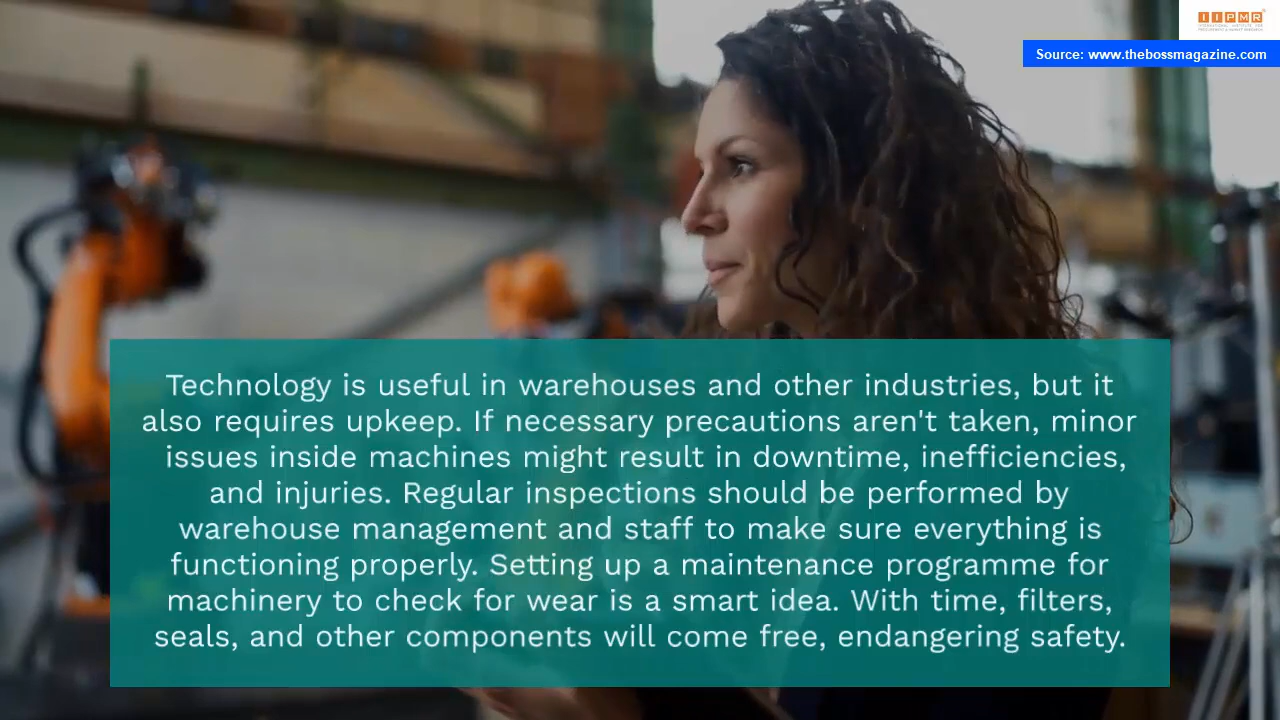 IIPMR
Source: www.thebossmagazine.com
Technology is useful in warehouses and other industries, but it
also requires upkeep. If necessary precautions aren't taken, minor
issues inside machines might result in downtime, inefficiencies,
and injuries. Regular inspections should be performed by
warehouse management and staff to make sure everything is
functioning properly. Setting up a maintenance programme for
machinery to check for wear is a smart idea. With time, filters,
seals, and other components will come free, endangering safety.